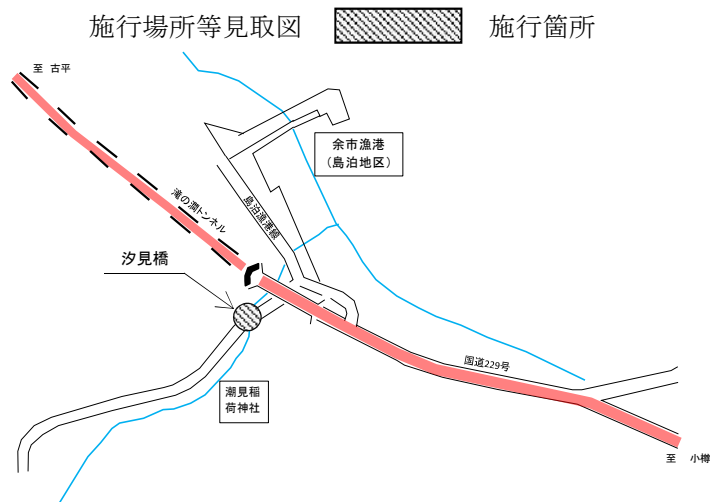 施行場所等見取図
施行箇所
至 古平
余市漁港
(島泊地区)
滝の澗トンネル
島泊漁港線
汐見橋
国道229号
潮見稲
荷神社
至 小樽